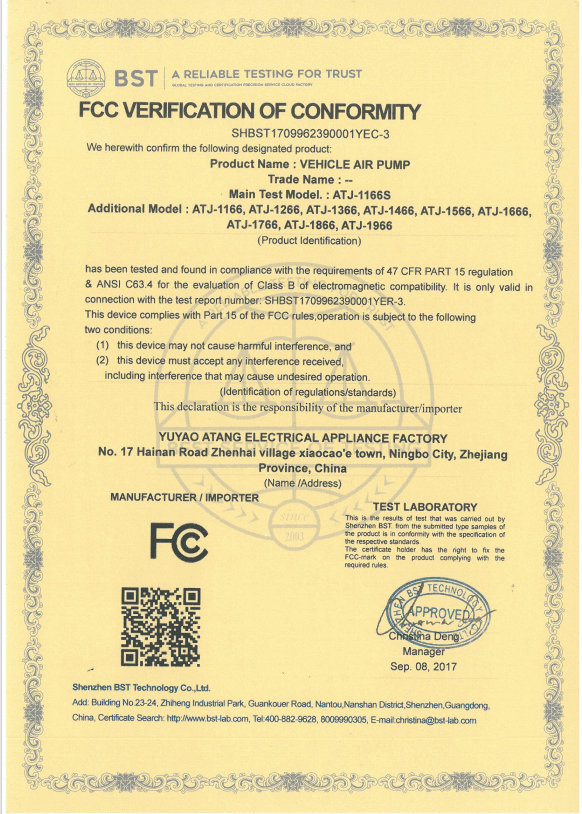 BST
A RELIABLE TESTING FOR TRUST
GLOBAL TESTING AND CERTIFICATION PRECISION SERVICE CLOUD FACTORY
FCC VERIFICATION OF CONFORMITY
SHBST1709962390001YEC-3
We herewith confirm the following designated product:
Product Name : VEHICLE AIR PUMP
Trade Name : --
Main Test Model. : ATJ-1166S
Additional Model : ATJ-1166, ATJ-1266, ATJ-1366, ATJ-1466, ATJ-1566, ATJ-1666,
ATJ-1766, ATJ-1866, ATJ-1966
(Product Identification)
has been tested and found in compliance with the requirements of 47 CFR PART 15 regulation
& ANSI C63.4 for the evaluation of Class B of electromagnetic compatibility. It is only valid in
connection with the test report number: SHBST1709962390001YER-3.
This device complies with Part 15 of the FCC rules,operation is subject to the following
two conditions:
(1) this device may not cause harmful interference, and
(2) this device must accept any interference received,
including interference that may cause undesired operation.
(Identification of regulations/standards)
This declaration is the responsibility of the manufacturer/importer
YUYAO ATANG ELECTRICAL APPLIANCE FACTORY
No. 17 Hainan Road Zhenhai village xiaocao'e town, Ningbo City, Zhejiang
Province, China
(Name /Address)
MANUFACTURER / IMPORTER
FCC
TEST LABORATORY
This is the results of test that was carried out by
Shenzhen BST from the submitted type samples of
the product is in conformity with the specification of
the respective standards.
The certificate holder has the right to fix the
FCC-mark on the product complying with the
required rules.
SHENZHEN BST TECHNOLOGY
APPROVED
Christina Deng
Manager
Sep. 08, 2017
SINCE
2003
Shenzhen BST Technology Co.,Ltd.
Add: Building No.23-24, Zhiheng Industrial Park, Guankouer Road, Nantou,Nanshan District,Shenzhen,Guangdong,
China, Certificate Search: http://www.bst-lab.com, Tel:400-882-9628, 8009990305, E-mail:christina@bst-lab.com